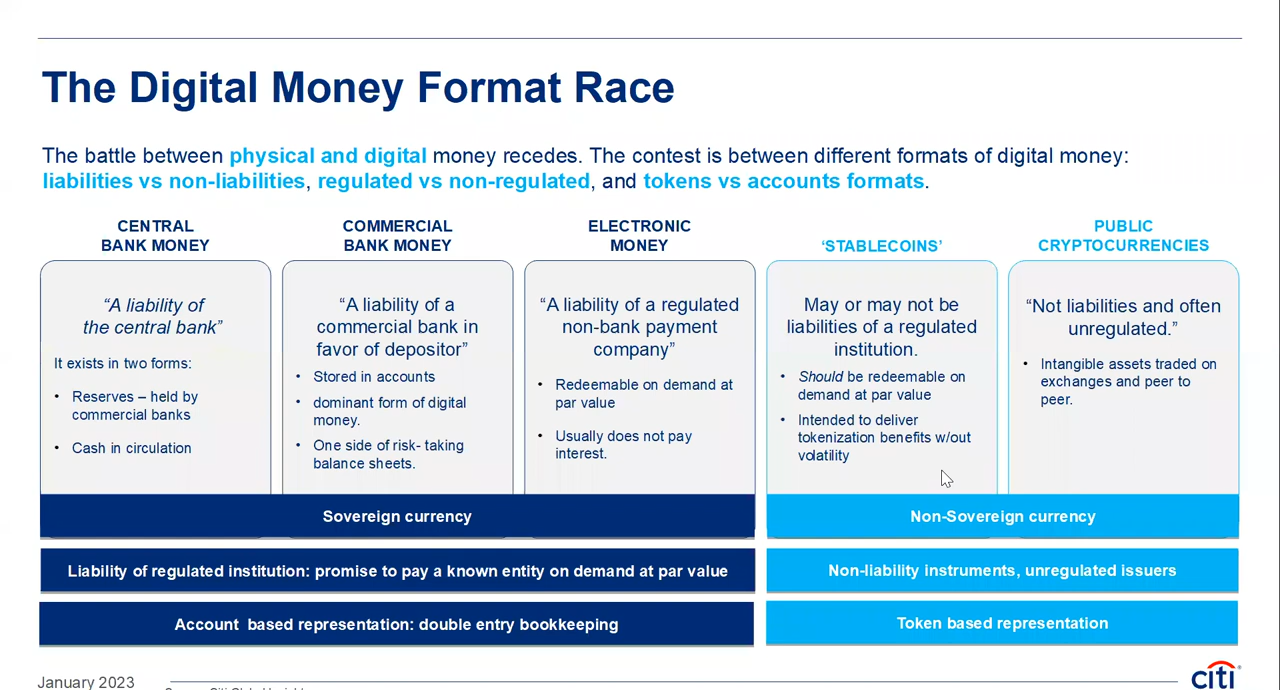 The Digital Money Format Race
The battle between physical and digital money recedes. The contest is between different formats of digital money:
liabilities vs non-liabilities, regulated vs non-regulated, and tokens vs accounts formats.
CENTRAL
BANK MONEY
“A liability of
the central bank”
It exists in two forms:
• Reserves – held by
commercial banks
• Cash in circulation
COMMERCIAL
BANK MONEY
“A liability of a
commercial bank in
favor of depositor”
• Stored in accounts
• dominant form of digital
money.
• One side of risk- taking
balance sheets.
ELECTRONIC
MONEY
“A liability of a regulated
non-bank payment
company”
• Redeemable on demand at
par value
• Usually does not pay
interest.
‘STABLECOINS’
May or may not be
liabilities of a regulated
institution.
• Should be redeemable on
demand at par value
• Intended to deliver
tokenization benefits w/out
volatility
PUBLIC
CRYPTOCURRENCIES
“Not liabilities and often
unregulated.”
• Intangible assets traded on
exchanges and peer to
peer.
Sovereign currency
Non-Sovereign currency
Liability of regulated institution: promise to pay a known entity on demand at par value
Non-liability instruments, unregulated issuers
Account based representation: double entry bookkeeping
Token based representation
January 2023
citi